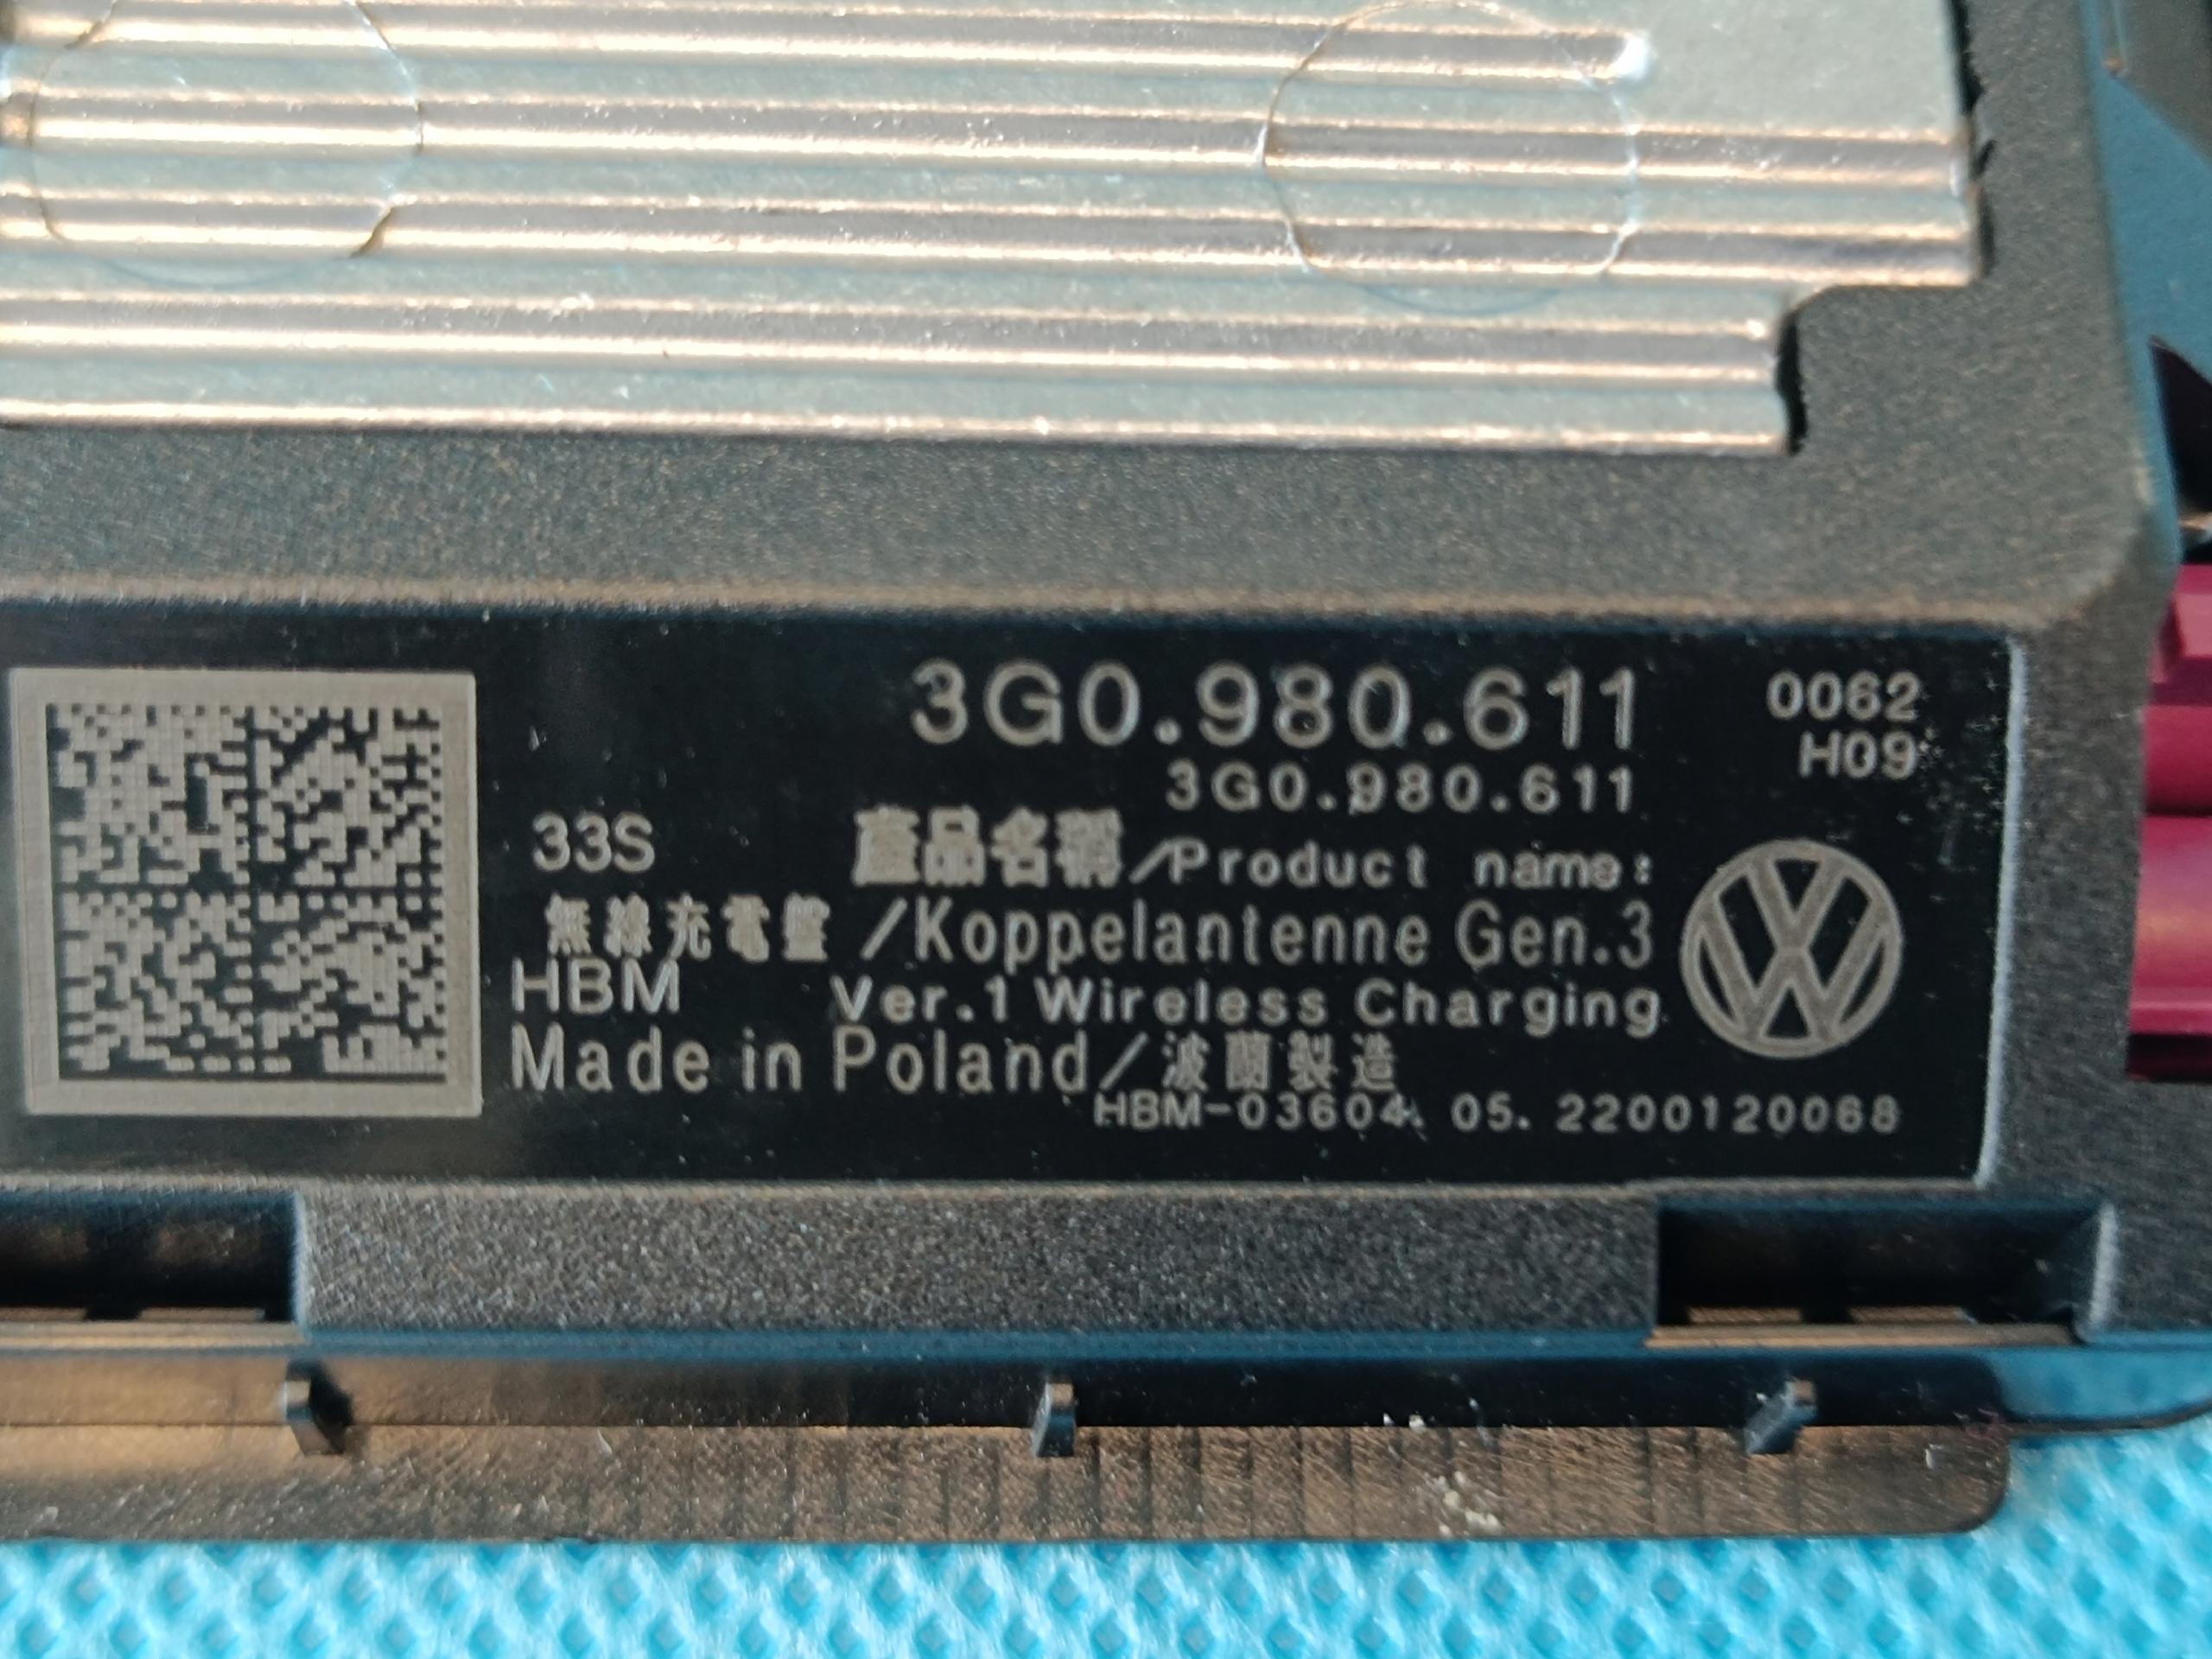 3G0.980.611 0062
3G0.980.611 H09
33S 產品名稱/Product name:
無線充電盤/Koppelantenne Gen.3
HBM Ver.1 Wireless Charging
Made in Poland/波蘭製造
HBM-03604. 05. 2200120068